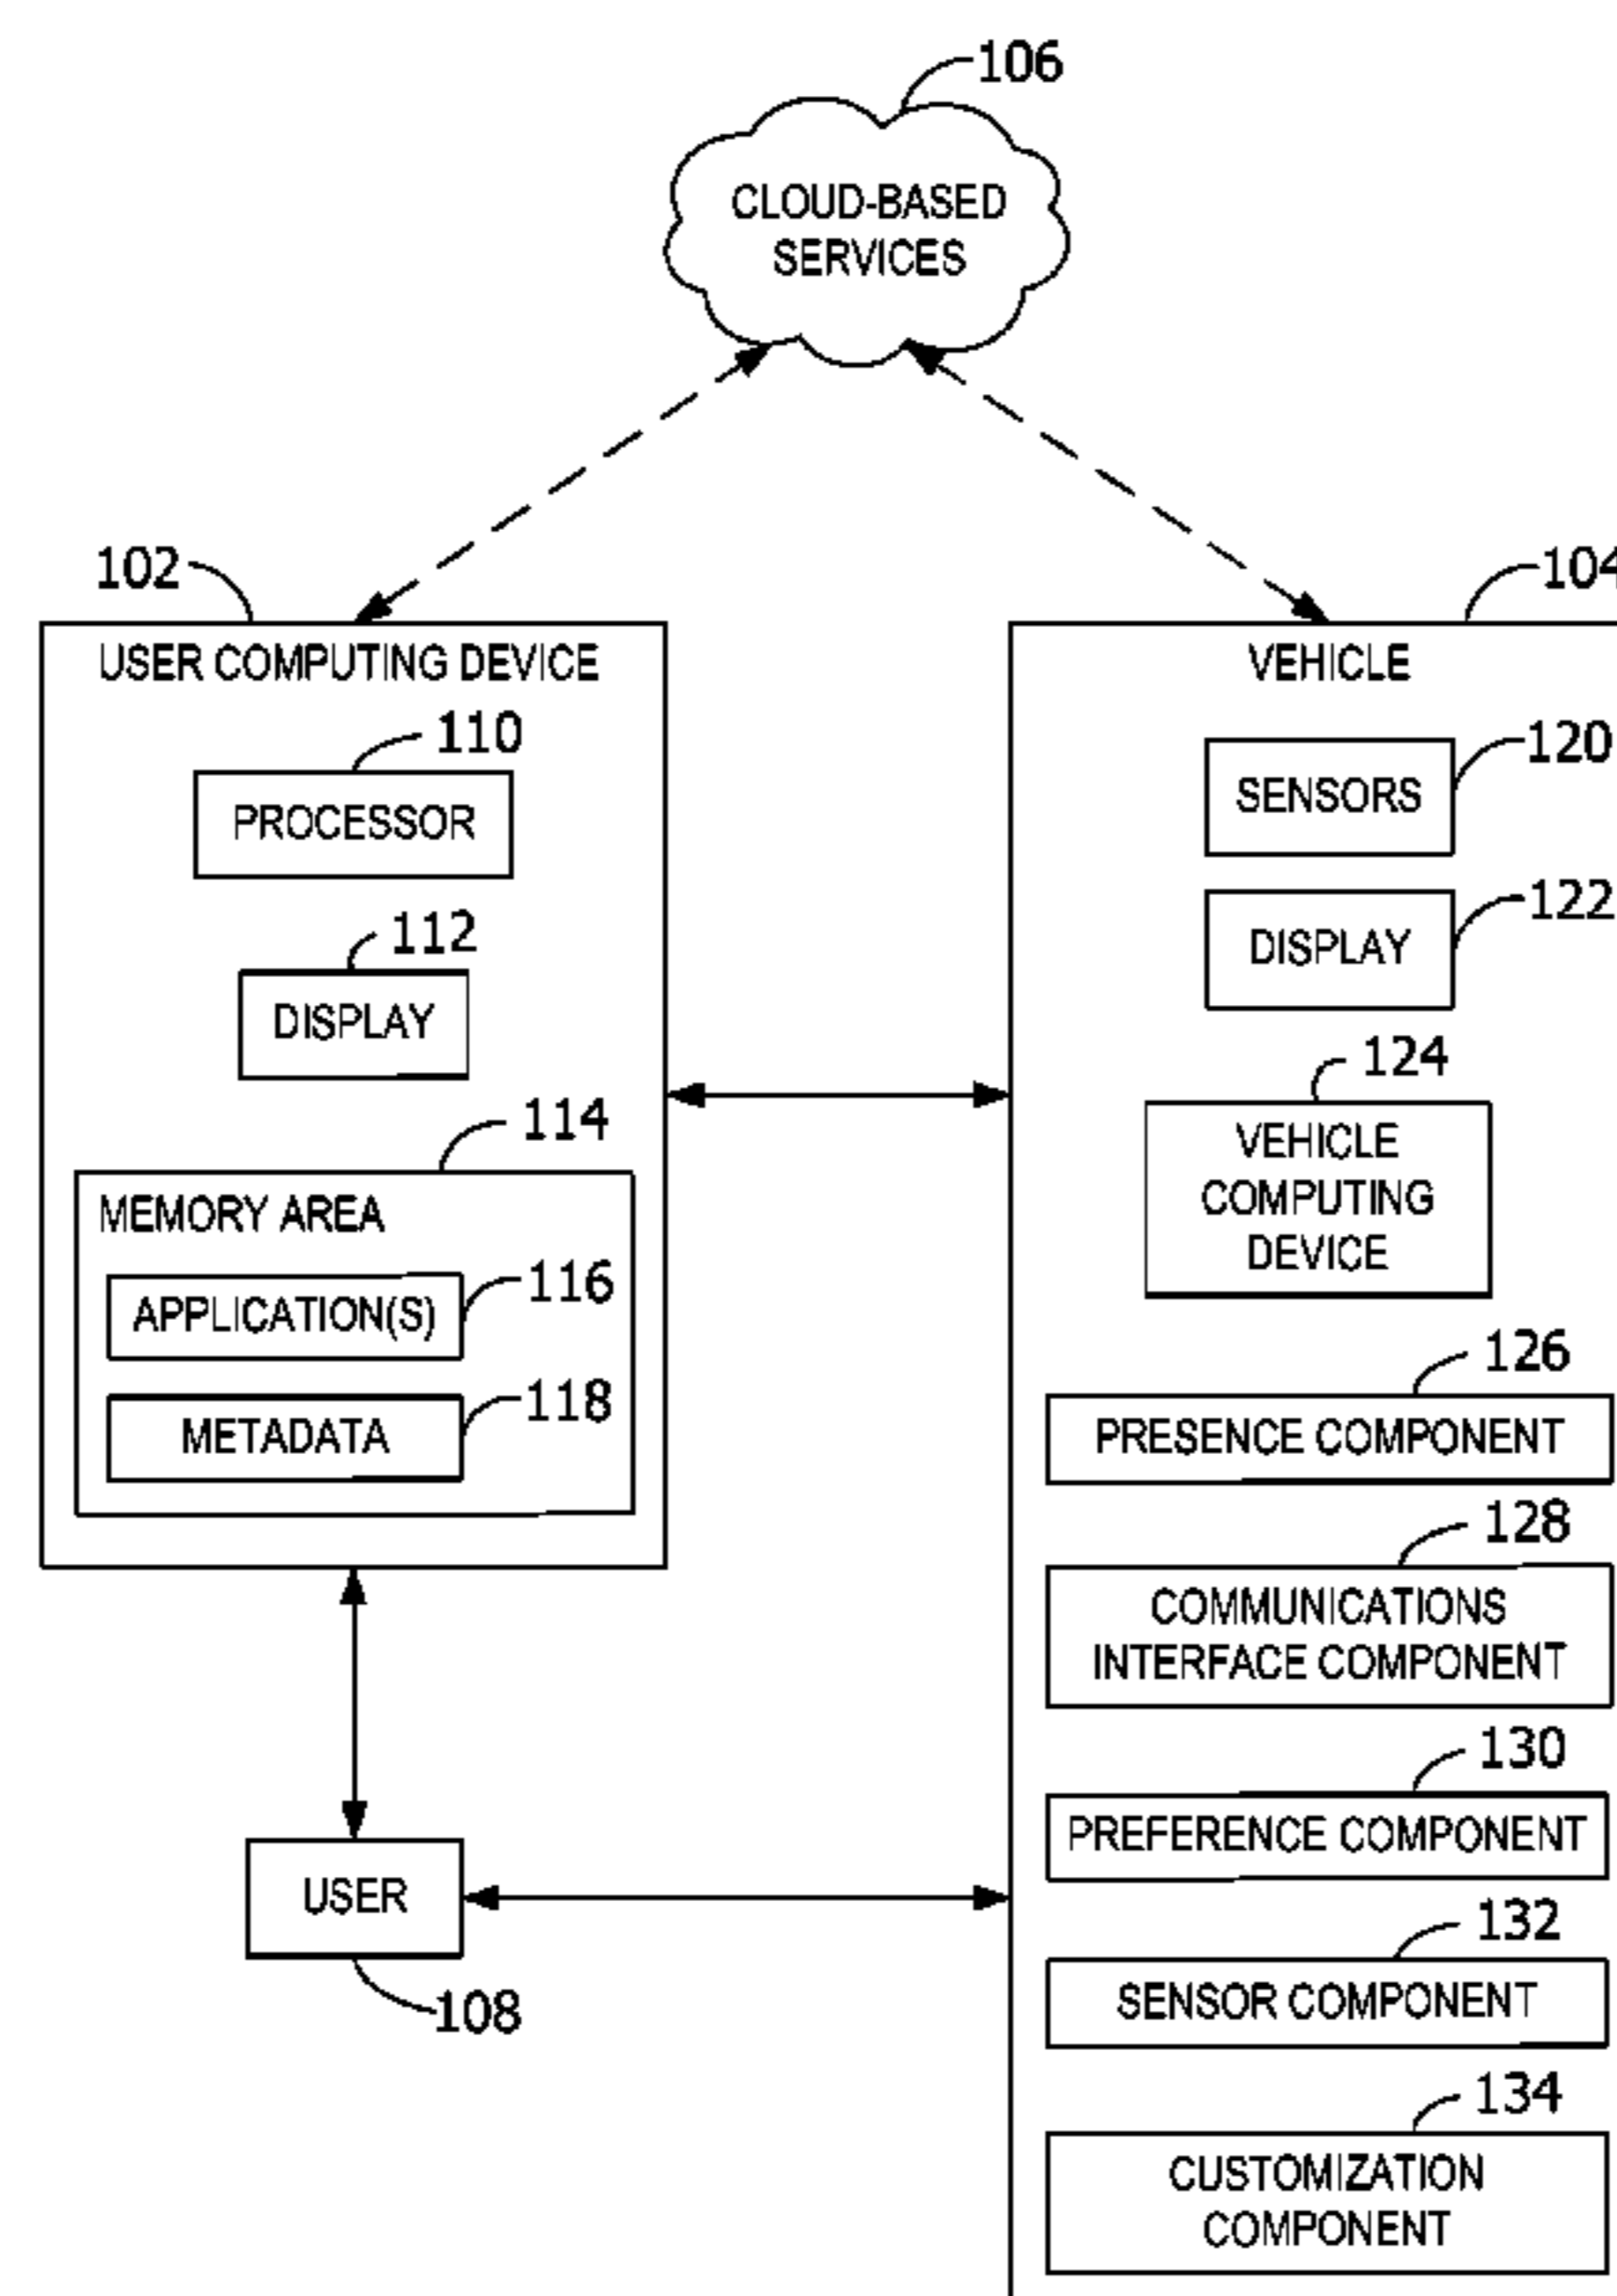 106
CLOUD-BASED
SERVICES
102
USER COMPUTING DEVICE
110
PROCESSOR
112
DISPLAY
114
MEMORY AREA
116
APPLICATION(S)
118
METADATA
USER
108
104
VEHICLE
120
SENSORS
122
DISPLAY
124
VEHICLE
COMPUTING
DEVICE
126
PRESENCE COMPONENT
128
COMMUNICATIONS
INTERFACE COMPONENT
130
PREFERENCE COMPONENT
132
SENSOR COMPONENT
134
CUSTOMIZATION
COMPONENT